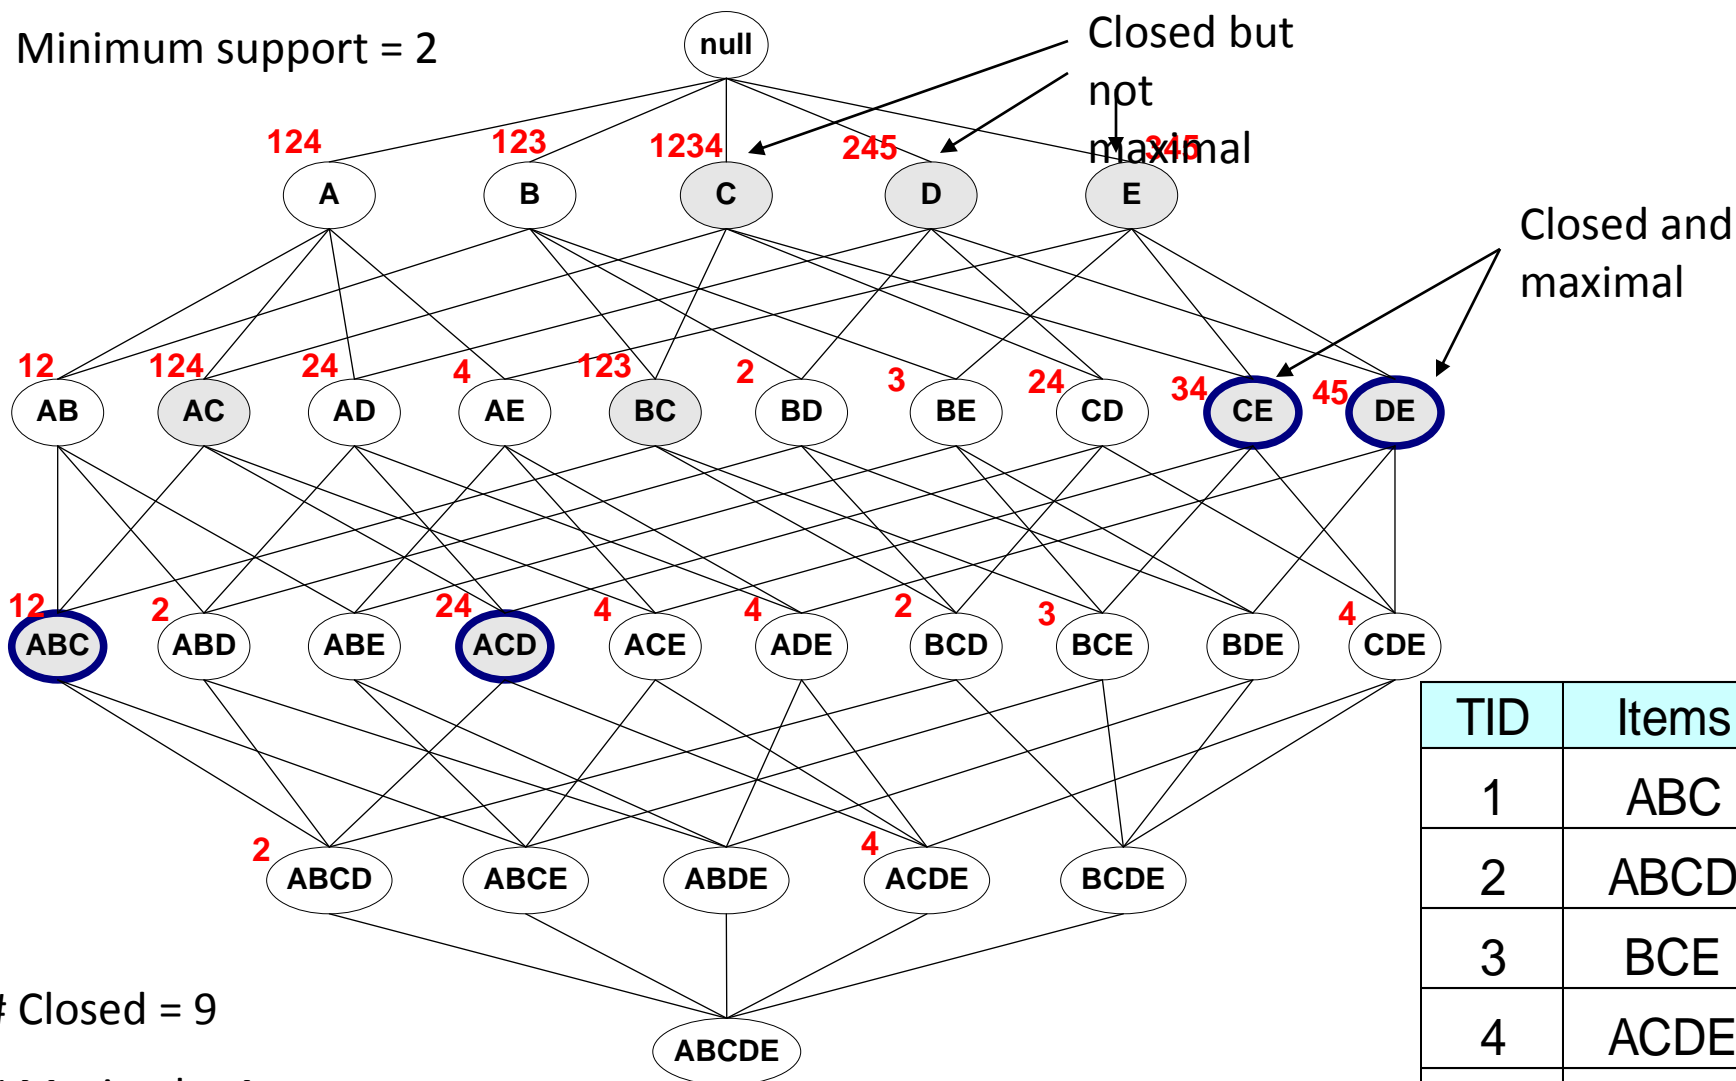 Minimum support = 2
null
Closed but
not
maximal
124
123
1234
245
345
A
B
C
D
E
Closed and
maximal
12
124
24
4
123
2
3
24
34
45
AB
AC
AD
AE
BC
BD
BE
CD
CE
DE
12
2
24
4
4
2
3
4
ABC
ABD
ABE
ACD
ACE
ADE
BCD
BCE
BDE
CDE
TID Items
1 ABC
2 ABCD
3 BCE
4 ACDE
2
4
ABCD
ABCE
ABDE
ACDE
BCDE
# Closed = 9
ABCDE